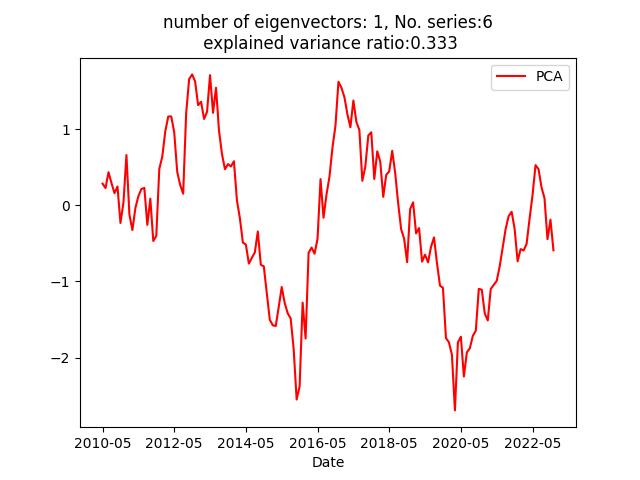 number of eigenvectors: 1, No. series:6
explained variance ratio:0.333
PCA
1
0
−1
−2
2010-05 2012-05 2014-05 2016-05 2018-05 2020-05 2022-05
Date